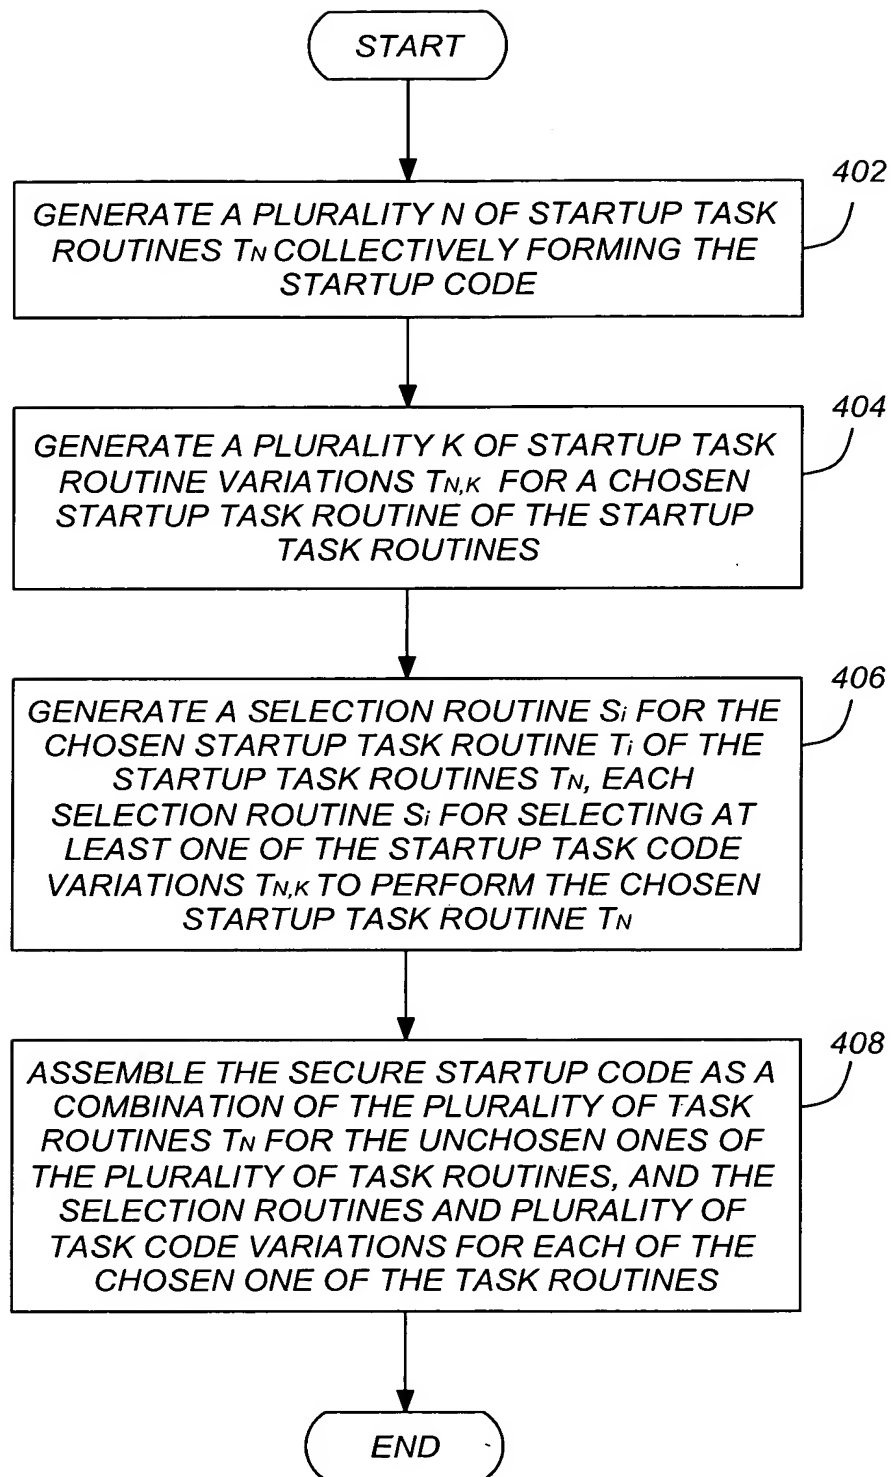 START
402
GENERATE A PLURALITY N OF STARTUP TASK
ROUTINES TN COLLECTIVELY FORMING THE
STARTUP CODE
404
GENERATE A PLURALITY K OF STARTUP TASK
ROUTINE VARIATIONS TN,K FOR A CHOSEN
STARTUP TASK ROUTINE OF THE STARTUP
TASK ROUTINES
406
GENERATE A SELECTION ROUTINE Si FOR THE
CHOSEN STARTUP TASK ROUTINE Ti OF THE
STARTUP TASK ROUTINES TN, EACH
SELECTION ROUTINE Si FOR SELECTING AT
LEAST ONE OF THE STARTUP TASK CODE
VARIATIONS TN,K TO PERFORM THE CHOSEN
STARTUP TASK ROUTINE TN
408
ASSEMBLE THE SECURE STARTUP CODE AS A
COMBINATION OF THE PLURALITY OF TASK
ROUTINES TN FOR THE UNCHOSEN ONES OF
THE PLURALITY OF TASK ROUTINES, AND THE
SELECTION ROUTINES AND PLURALITY OF
TASK CODE VARIATIONS FOR EACH OF THE
CHOSEN ONE OF THE TASK ROUTINES
END